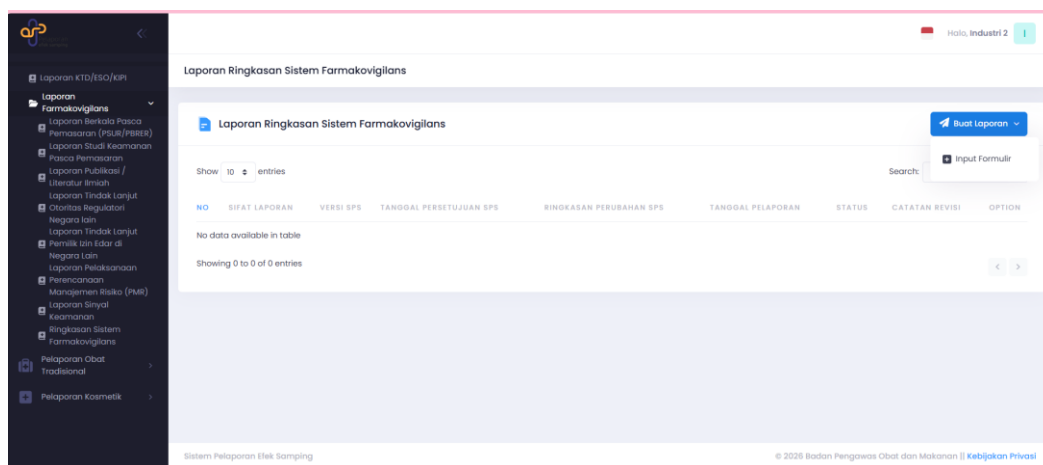 asp
Halo, Industri 2 I
Laporan KTD/ESO/KIPI
Laporan
Farmakovigilans
Laporan Berkala Pasca
Pemasaran (PSUR/PBRER)
Laporan Studi Keamanan
Pasca Pemasaran
Laporan Publikasi /
Literatur Ilmiah
Laporan Tindak Lanjut
Otoritas Regulatori
Negara lain
Laporan Tindak Lanjut
Pemilik Izin Edar di
Negara Lain
Laporan Pelaksanaan
Perencanaan
Manajemen Risiko (PMR)
Laporan Sinyal
Keamanan
Ringkasan Sistem
Farmakovigilans
Pelaporan Obat
Tradisional
Pelaporan Kosmetik
Laporan Ringkasan Sistem Farmakovigilans
Laporan Ringkasan Sistem Farmakovigilans
Buat Laporan
Input Formulir
Show 10 entries
Search:
NO SIFAT LAPORAN VERSI SPS TANGGAL PERSETUJUAN SPS RINGKASAN PERUBAHAN SPS TANGGAL PELAPORAN STATUS CATATAN REVISI OPTION
No data available in table
Showing 0 to 0 of 0 entries
Sistem Pelaporan Efek Samping
© 2026 Badan Pengawas Obat dan Makanan || Kebijakan Privasi